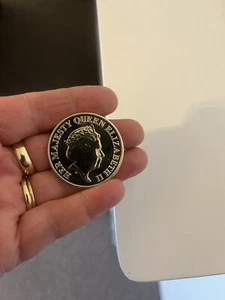 HER MAJESTY QUEEN ELIZABETH II